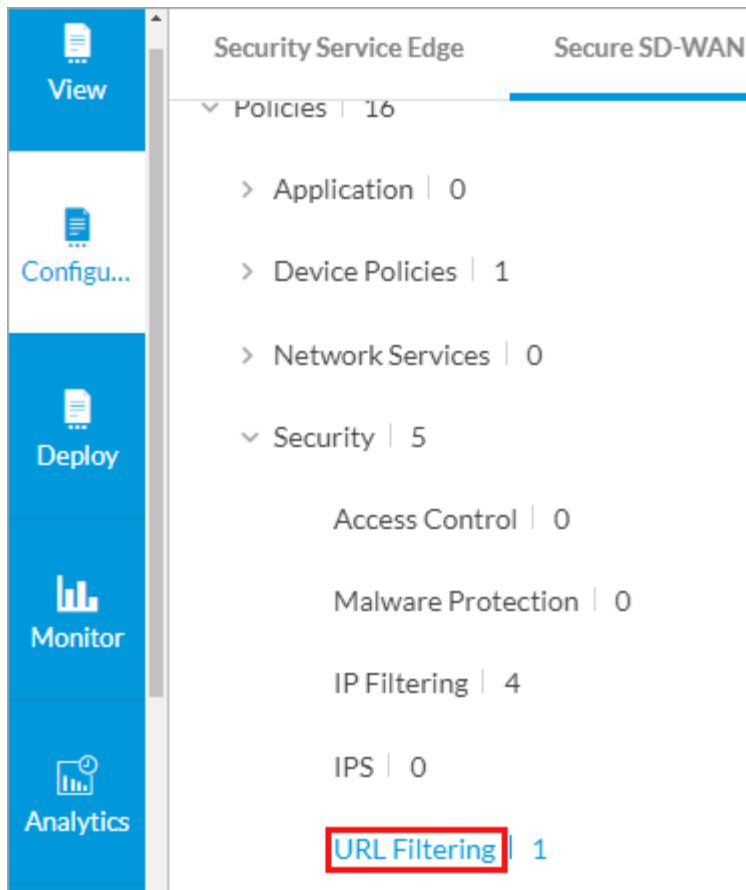 View
Configu...
Deploy
Monitor
Analytics
Security Service Edge
Secure SD-WAN
Policies | 16
Application | 0
Device Policies | 1
Network Services | 0
Security | 5
Access Control | 0
Malware Protection | 0
IP Filtering | 4
IPS | 0
URL Filtering | 1